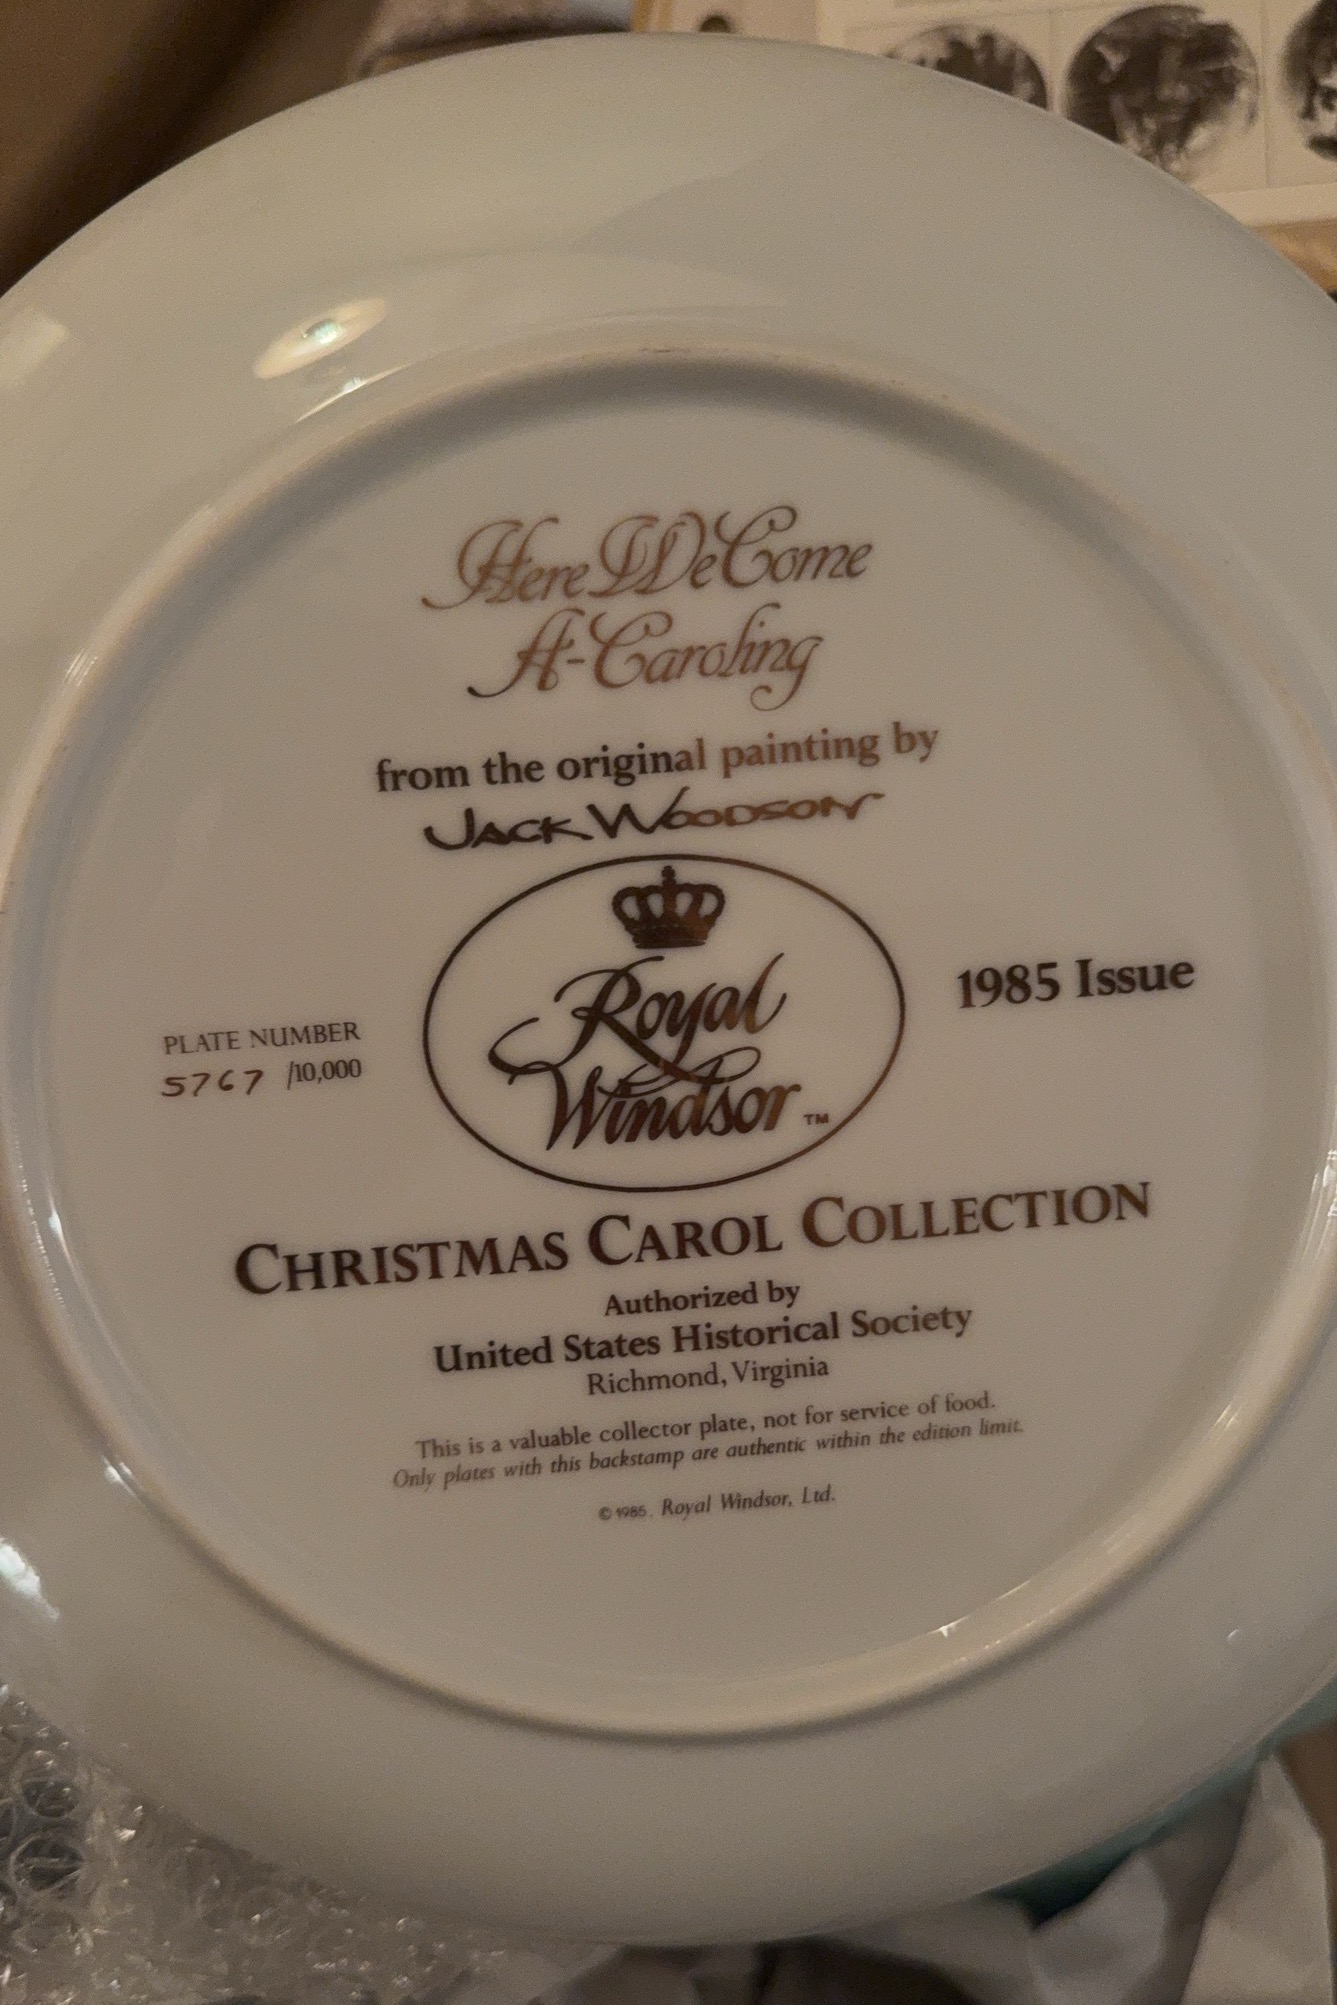 Here We Come
A-Caroling
from the original painting by
JACK WOODSON
Royal
Windsor™
1985 Issue
PLATE NUMBER
5767 /10,000
CHRISTMAS CAROL COLLECTION
Authorized by
United States Historical Society
Richmond, Virginia
This is a valuable collector plate, not for service of food.
Only plates with this backstamp are authentic within the edition limit.
© 1985. Royal Windsor, Ltd.